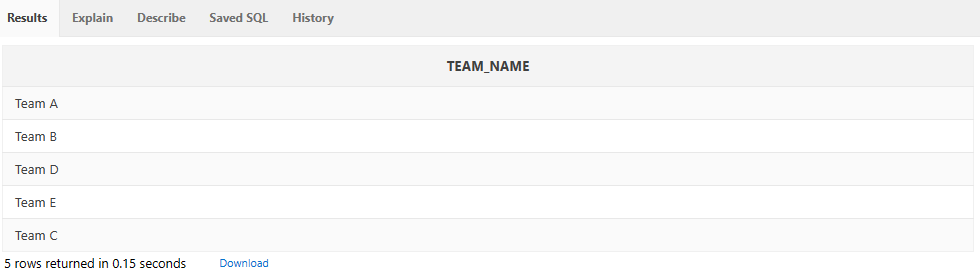 Results Explain Describe Saved SQL History
TEAM_NAME
Team A
Team B
Team D
Team E
Team C
5 rows returned in 0.15 seconds Download